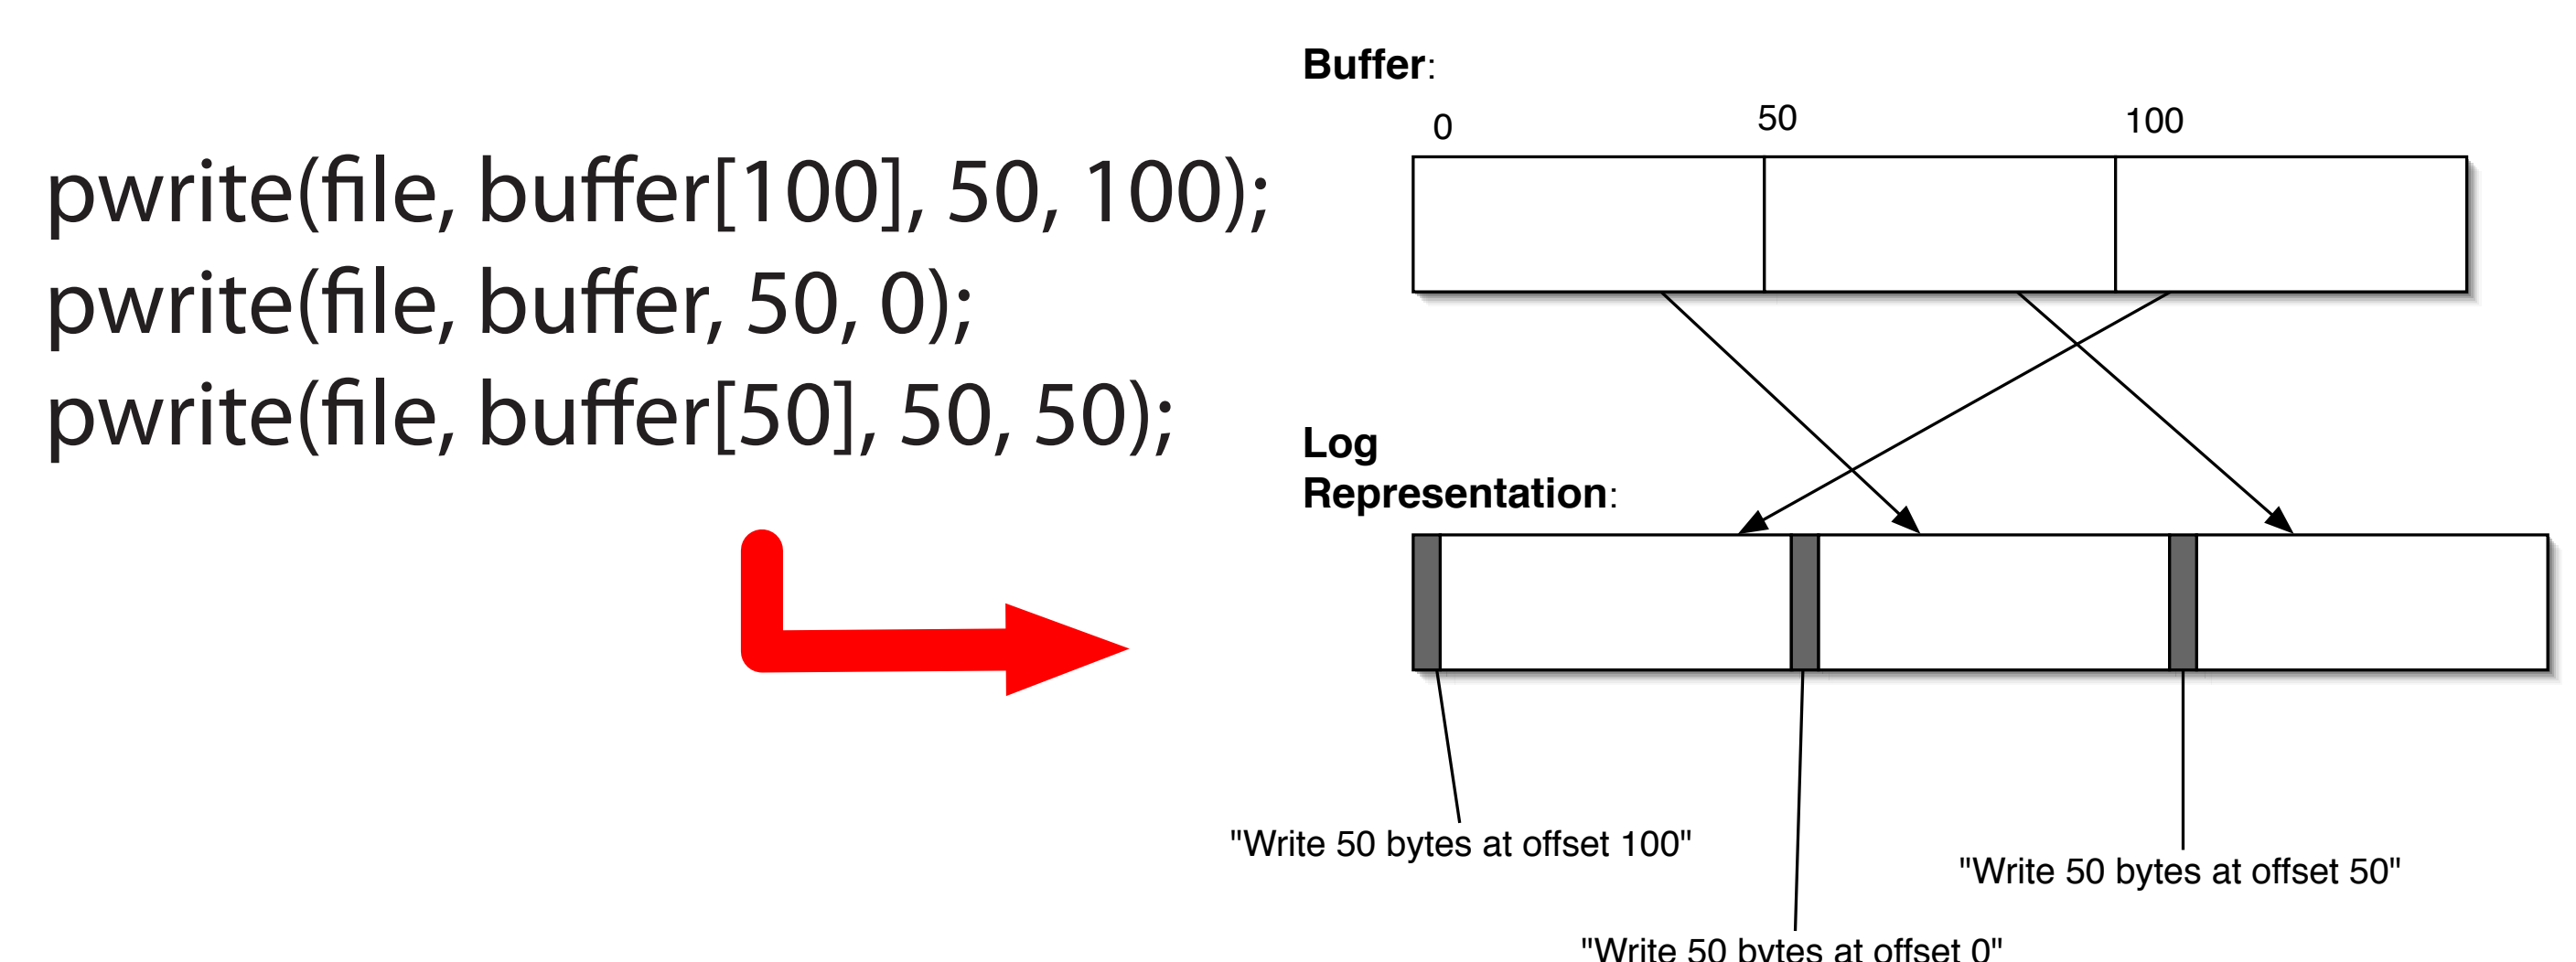 pwrite(file, buffer[100], 50, 100);
pwrite(file, buffer, 50, 0);
pwrite(file, buffer[50], 50, 50);
Buffer:
0 50 100
Log
Representation:
"Write 50 bytes at offset 100"
"Write 50 bytes at offset 50"
"Write 50 bytes at offset 0"